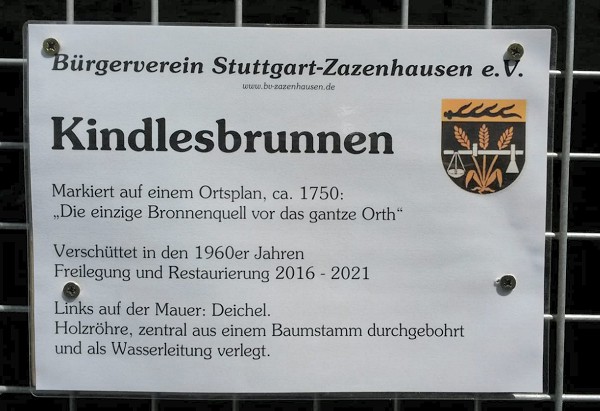 Bürgerverein Stuttgart-Zazenhausen e.V.
www.bv-zazenhausen.de
Kindlesbrunnen
Markiert auf einem Ortsplan, ca. 1750:
„Die einzige Bronnenquell vor das gantze Orth“
Verschüttet in den 1960er Jahren
Freilegung und Restaurierung 2016 - 2021
Links auf der Mauer: Deichel.
Holzröhre, zentral aus einem Baumstamm durchgebohrt
und als Wasserleitung verlegt.